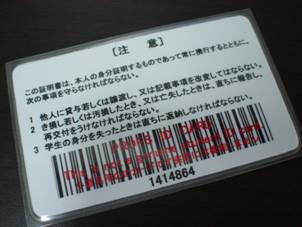 ［注　意］
この証明書は、本人の身分証明するものであって常に携行するとともに、
次の事項を守らなければならない。
1 他人に貸与若しくは譲渡し、又は記載事項を改変してはならない。
2 き損若しくは汚損したとき、又は亡失したときは、直ちに報告し、
再交付をうけなければならない。
3 学生の身分を失ったときは直ちに返納しなければならない。
1414864